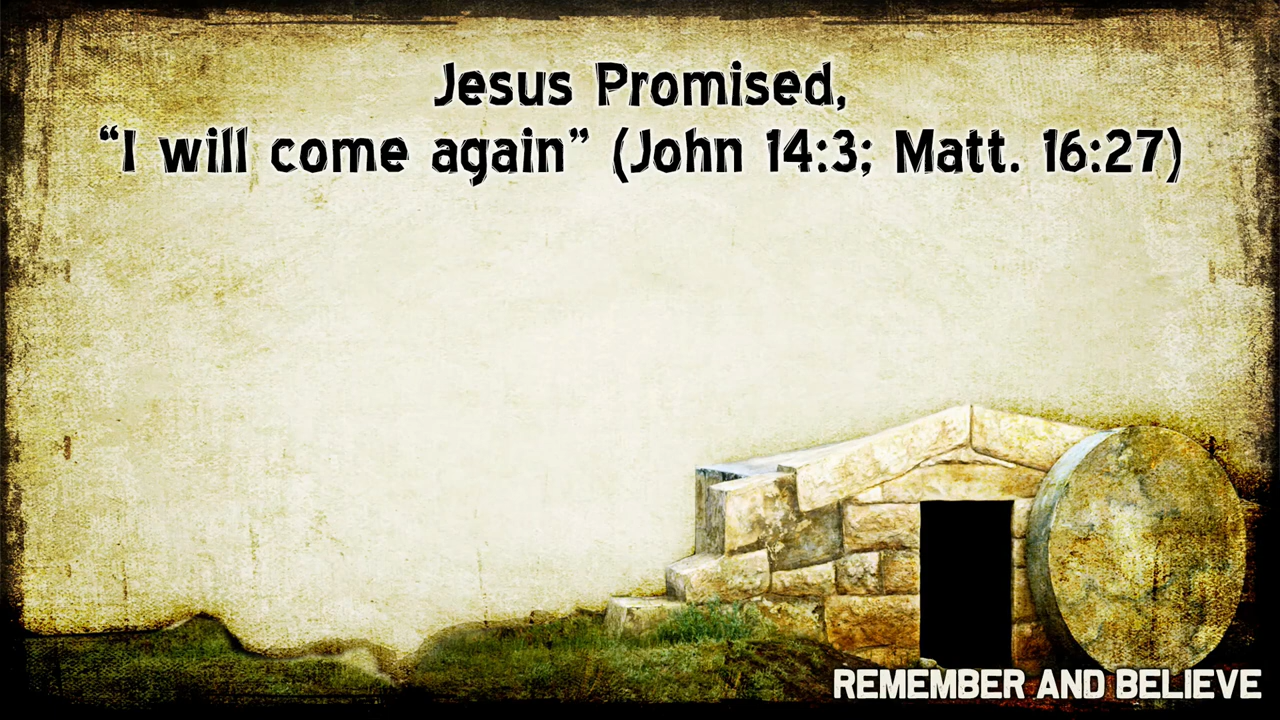 Jesus Promised,
“I will come again” (John 14:3; Matt. 16:27)
REMEMBER AND BELIEVE